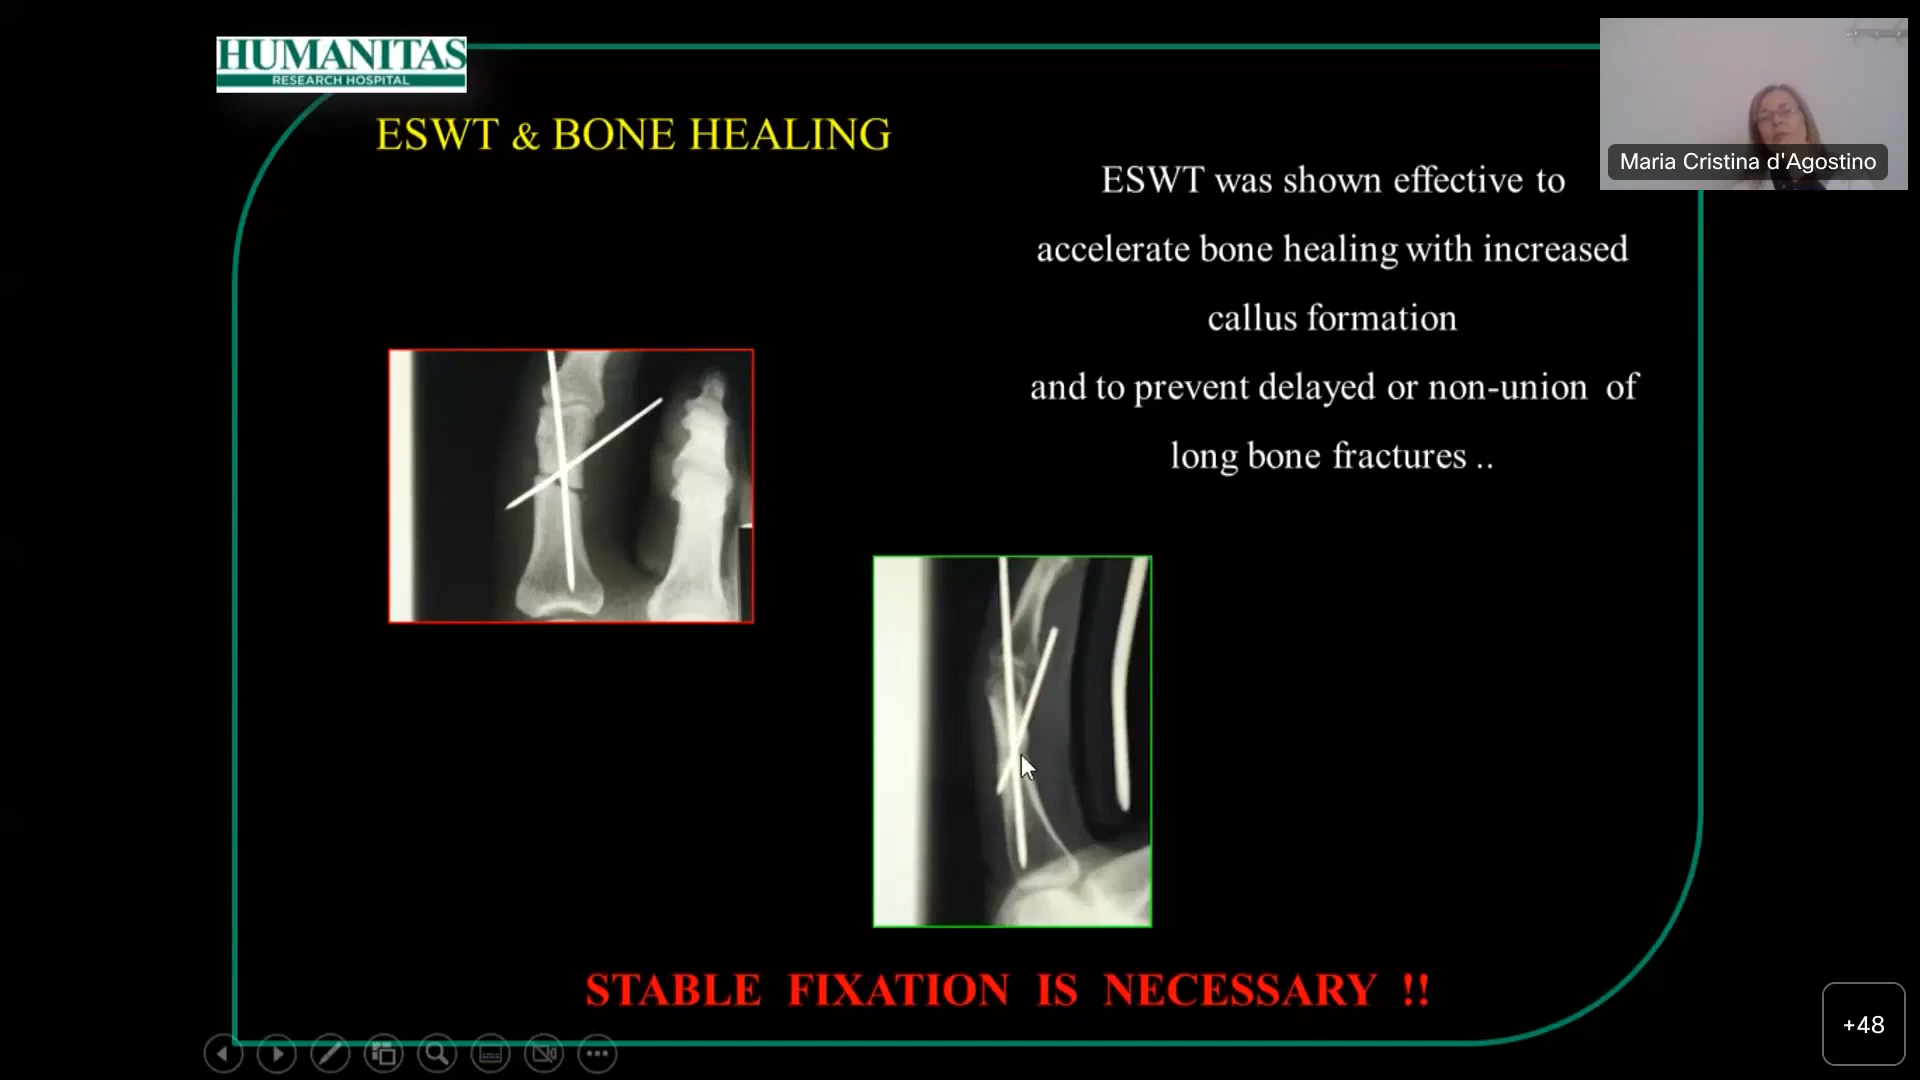 HUMANITAS
RESEARCH HOSPITAL
ESWT & BONE HEALING
Maria Cristina d'Agostino
ESWT was shown effective to
accelerate bone healing with increased
callus formation
and to prevent delayed or non-union of
long bone fractures ..
STABLE FIXATION IS NECESSARY !!
+48